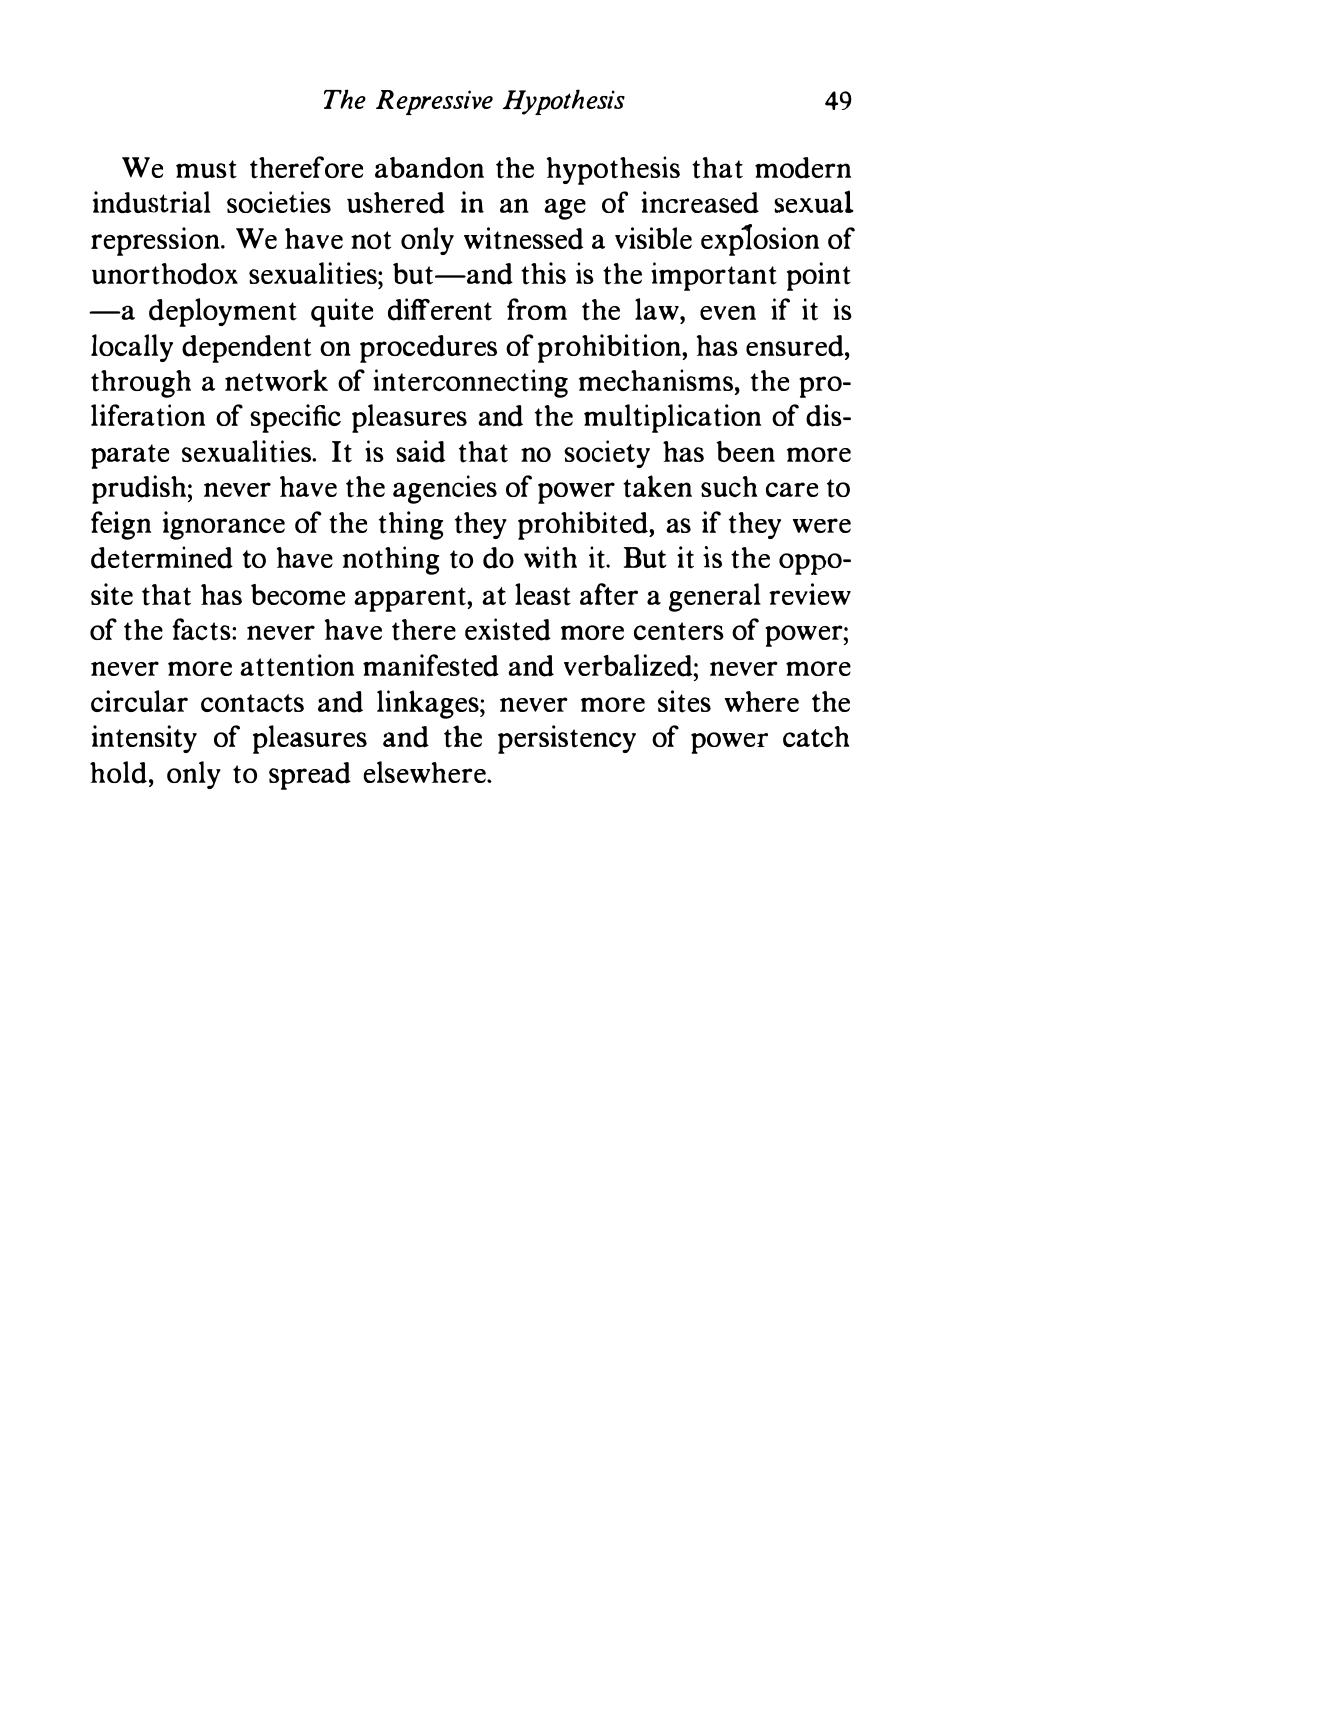 The Repressive Hypothesis 49
We must therefore abandon the hypothesis that modern
industrial societies ushered in an age of increased sexual
repression. We have not only witnessed a visible explosion of
unorthodox sexualities; but—and this is the important point
—a deployment quite different from the law, even if it is
locally dependent on procedures of prohibition, has ensured,
through a network of interconnecting mechanisms, the pro-
liferation of specific pleasures and the multiplication of dis-
parate sexualities. It is said that no society has been more
prudish; never have the agencies of power taken such care to
feign ignorance of the thing they prohibited, as if they were
determined to have nothing to do with it. But it is the oppo-
site that has become apparent, at least after a general review
of the facts: never have there existed more centers of power;
never more attention manifested and verbalized; never more
circular contacts and linkages; never more sites where the
intensity of pleasures and the persistency of power catch
hold, only to spread elsewhere.